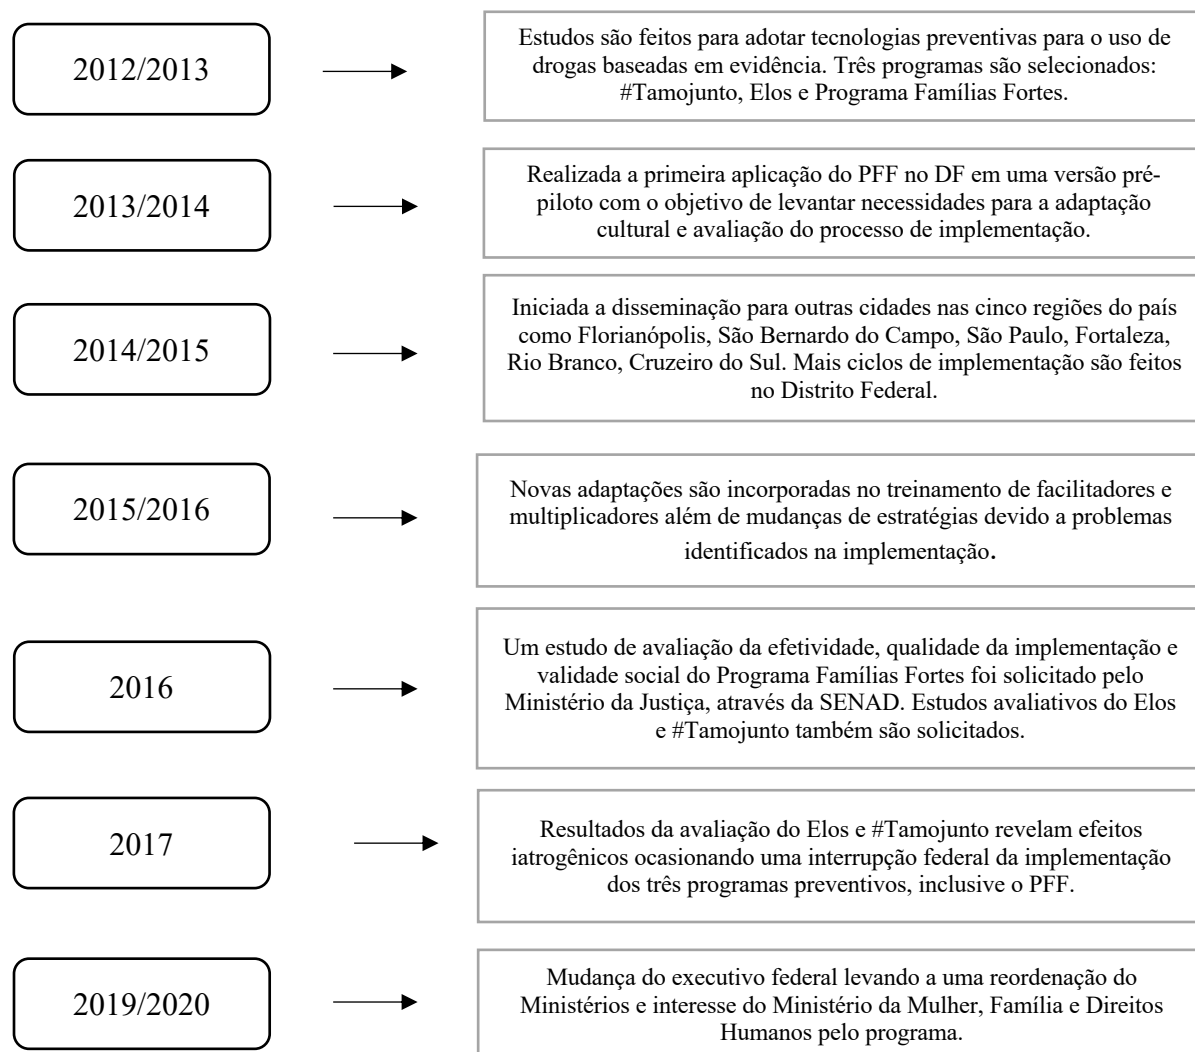 2012/2013
Estudos são feitos para adotar tecnologias preventivas para o uso de
drogas baseadas em evidência. Três programas são selecionados:
#Tamojunto, Elos e Programa Famílias Fortes.
2013/2014
Realizada a primeira aplicação do PFF no DF em uma versão pré-
piloto com o objetivo de levantar necessidades para a adaptação
cultural e avaliação do processo de implementação.
2014/2015
Iniciada a disseminação para outras cidades nas cinco regiões do país
como Florianópolis, São Bernardo do Campo, São Paulo, Fortaleza,
Rio Branco, Cruzeiro do Sul. Mais ciclos de implementação são feitos
no Distrito Federal.
2015/2016
Novas adaptações são incorporadas no treinamento de facilitadores e
multiplicadores além de mudanças de estratégias devido a problemas
identificados na implementação.
2016
Um estudo de avaliação da efetividade, qualidade da implementação e
validade social do Programa Famílias Fortes foi solicitado pelo
Ministério da Justiça, através da SENAD. Estudos avaliativos do Elos
e #Tamojunto também são solicitados.
2017
Resultados da avaliação do Elos e #Tamojunto revelam efeitos
iatrogênicos ocasionando uma interrupção federal da implementação
dos três programas preventivos, inclusive o PFF.
2019/2020
Mudança do executivo federal levando a uma reordenação do
Ministérios e interesse do Ministério da Mulher, Família e Direitos
Humanos pelo programa.